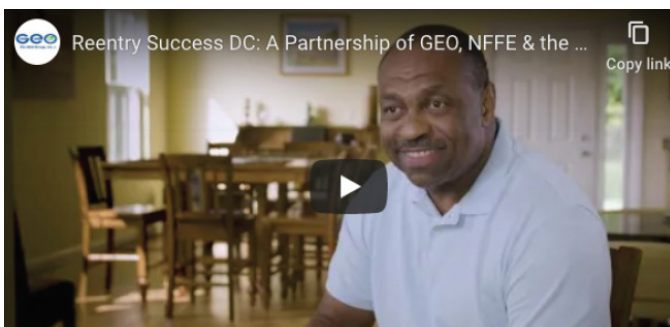 GEO
Reentry Success DC: A Partnership of GEO, NFFE & the ...
Copy link